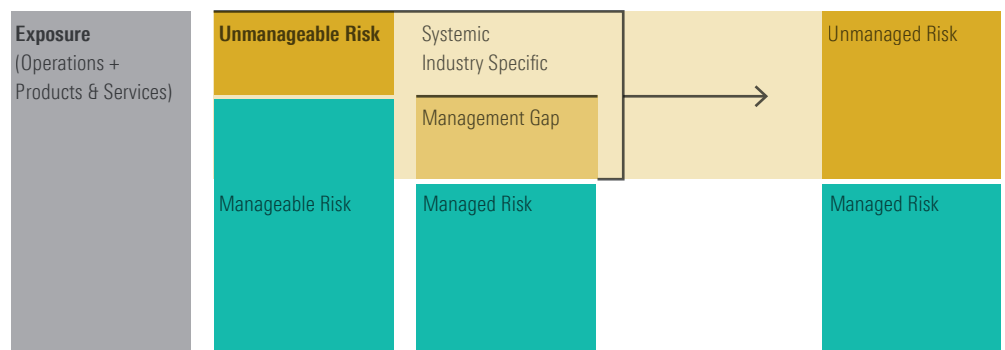 Exposure
(Operations +
Products & Services)
Unmanageable Risk
Manageable Risk
Systemic
Industry Specific
Management Gap
Managed Risk
Unmanaged Risk
Managed Risk